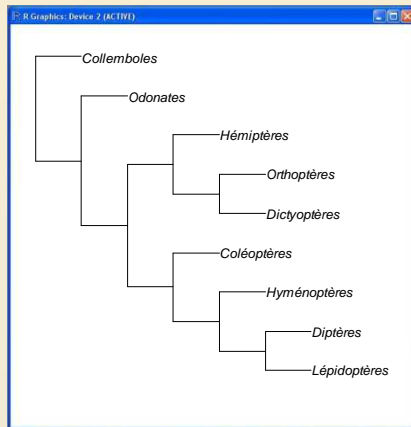 R Graphics: Device 2 (ACTIVE)
Collemboles
Odonates
Hémiptères
Orthoptères
Dictyoptères
Coléoptères
Hyménoptères
Diptères
Lépidoptères